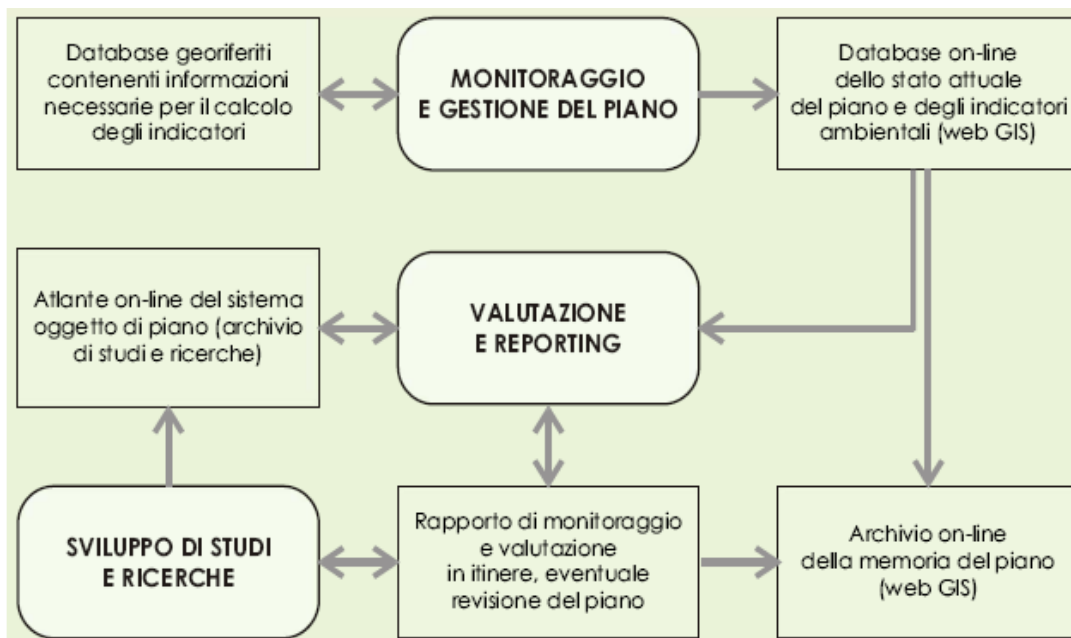 Database georiferiti
contenenti informazioni
necessarie per il calcolo
degli indicatori
MONITORAGGIO
E GESTIONE DEL PIANO
Database on-line
dello stato attuale
del piano e degli indicatori
ambientali (web GIS)
Atlante on-line del sistema
oggetto di piano (archivio
di studi e ricerche)
VALUTAZIONE
E REPORTING
SVILUPPO DI STUDI
E RICERCHE
Rapporto di monitoraggio
e valutazione
in itinere, eventuale
revisione del piano
Archivio on-line
della memoria del piano
(web GIS)